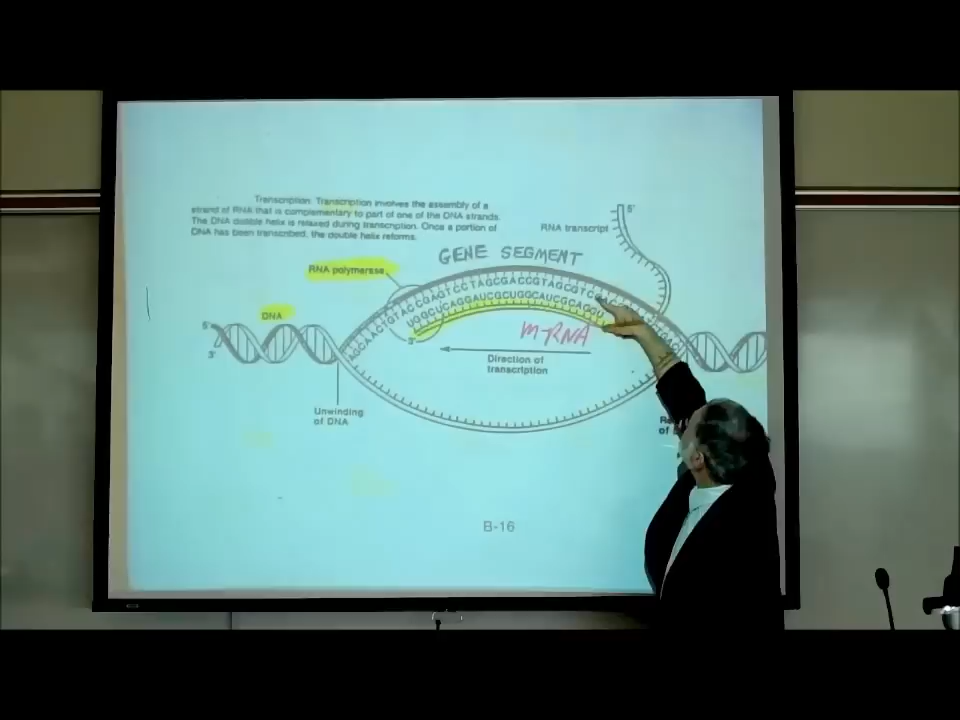 Transcription: Transcription involves the assembly of a
strand of RNA that is complementary to part of one of the DNA strands.
The DNA double helix is relaxed during transcription. Once a portion of
DNA has been transcribed, the double helix reforms.
RNA transcript
5'
GENE SEGMENT
RNA polymerase
DNA
5'
3'
3'
mRNA
Direction of
transcription
Unwinding
of DNA
B-16